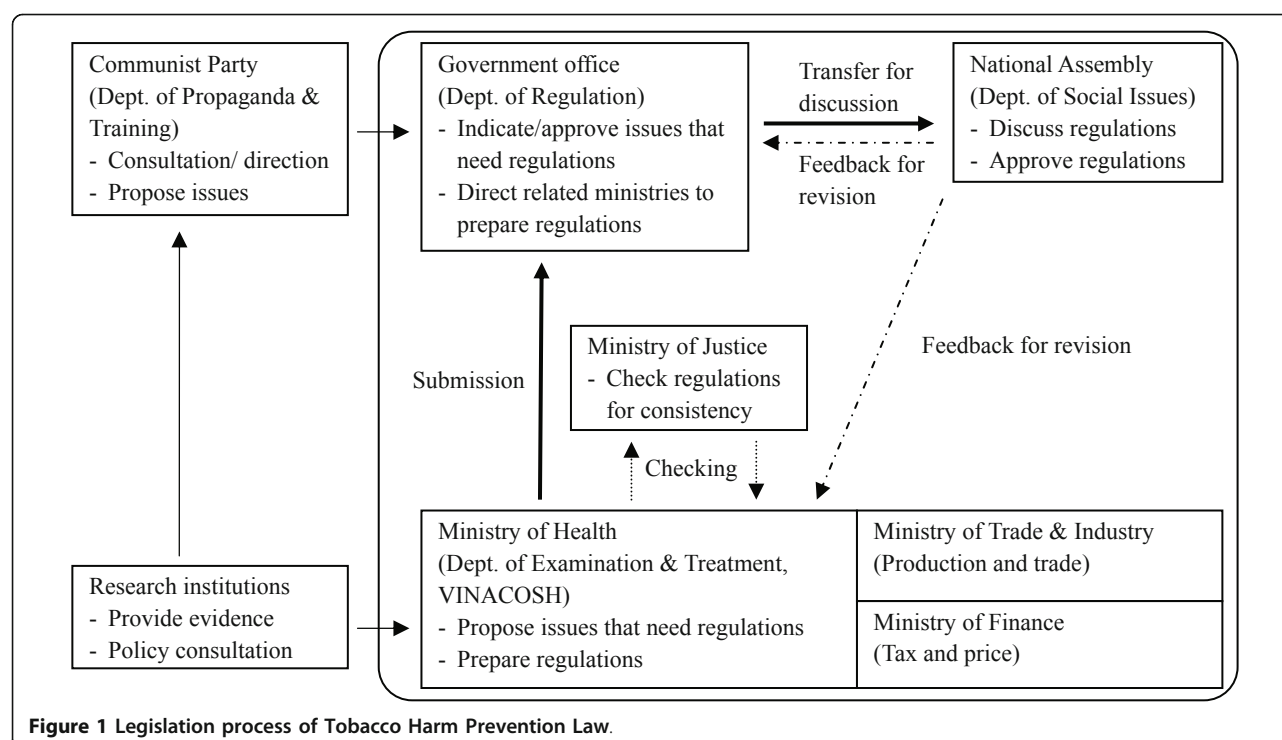 Communist Party
(Dept. of Propaganda &
Training)
- Consultation/ direction
- Propose issues
Government office
(Dept. of Regulation)
- Indicate/approve issues that
need regulations
- Direct related ministries to
prepare regulations
Transfer for
discussion
Feedback for
revision
National Assembly
(Dept. of Social Issues)
- Discuss regulations
- Approve regulations
Submission
Ministry of Justice
- Check regulations
for consistency
Feedback for revision
Checking
Research institutions
- Provide evidence
- Policy consultation
Ministry of Health
(Dept. of Examination & Treatment,
VINACOSH)
- Propose issues that need regulations
- Prepare regulations
Ministry of Trade & Industry
(Production and trade)
Ministry of Finance
(Tax and price)
Figure 1 Legislation process of Tobacco Harm Prevention Law.